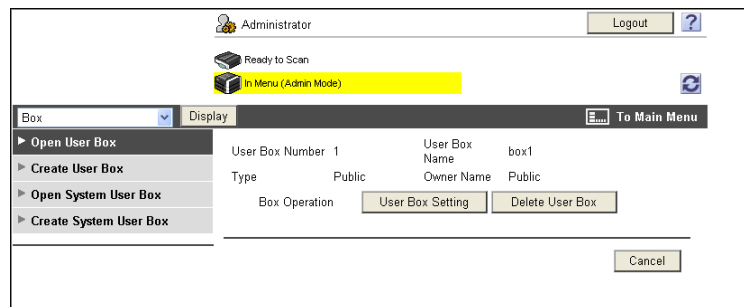 Administrator
Logout
?
Ready to Scan
In Menu (Admin Mode)
Box
Display
To Main Menu
Open User Box
Create User Box
Open System User Box
Create System User Box
User Box Number 1
User Box Name
box1
Type Public
Owner Name Public
Box Operation
User Box Setting
Delete User Box
Cancel